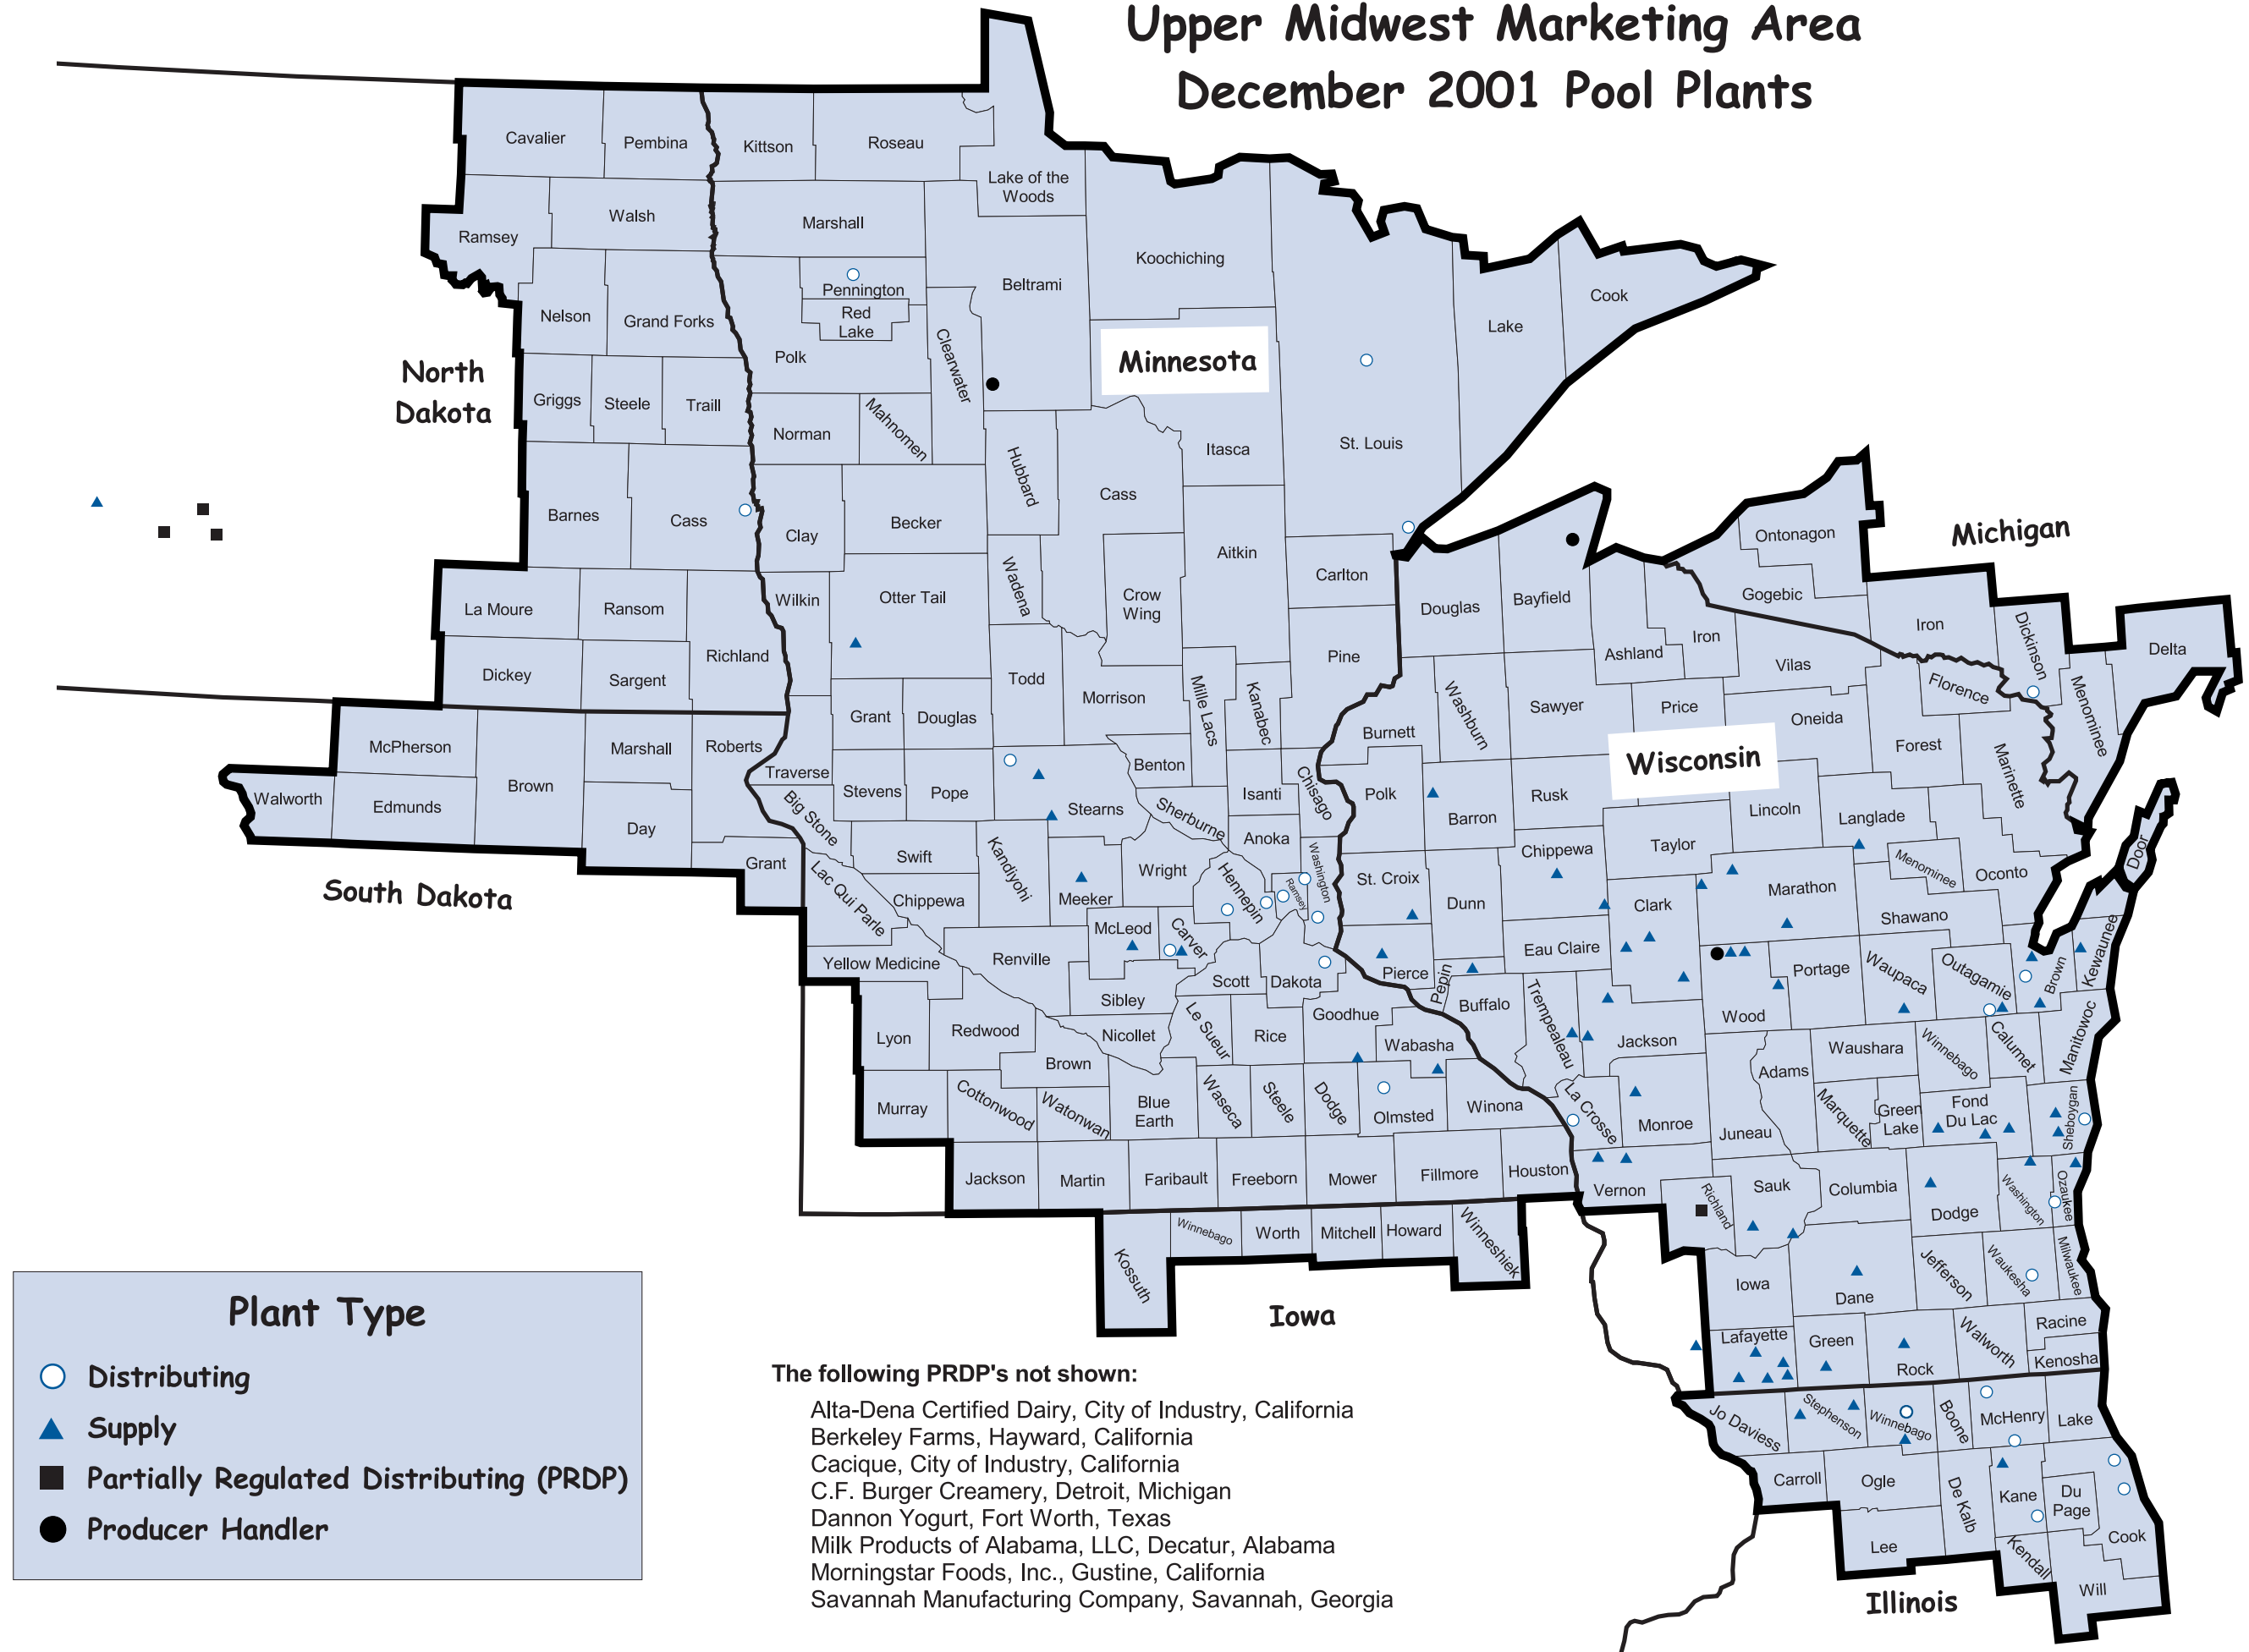 Upper Midwest Marketing Area
December 2001 Pool Plants
Cavalier
Pembina
Kittson
Roseau
Lake of the
Woods
Ramsey
Walsh
Marshall
Koochiching
Beltrami
Cook
Lake
Nelson
Grand Forks
Pennington
Red
Lake
Polk
Clearwater
Minnesota
North
Dakota
Griggs
Steele
Traill
Norman
Mahnomen
Hubbard
Cass
Itasca
St. Louis
Barnes
Cass
Clay
Becker
Aitkin
Carlton
Wadena
Crow
Wing
La Moure
Ransom
Wilkin
Otter Tail
Richland
Dickey
Sargent
Todd
Morrison
Mille Lacs
Kanabec
Pine
Grant
Douglas
McPherson
Marshall
Roberts
Traverse
Stevens
Pope
Stearns
Benton
Isanti
Chisago
Walworth
Edmunds
Brown
Day
Grant
Big Stone
Swift
Kandiyohi
Sherburne
Anoka
South Dakota
Lac Qui Parle
Chippewa
Meeker
Wright
Hennepin
Ramsey
Washington
McLeod
Carver
Yellow Medicine
Renville
Sibley
Scott
Dakota
Lyon
Redwood
Nicollet
Le Sueur
Rice
Goodhue
Wabasha
Brown
Murray
Cottonwood
Watonwan
Blue
Earth
Waseca
Steele
Dodge
Olmsted
Winona
Jackson
Martin
Faribault
Freeborn
Mower
Fillmore
Houston
Kossuth
Winnebago
Worth
Mitchell
Howard
Winneshiek
Iowa
Michigan
Ontonagon
Gogebic
Iron
Dickinson
Delta
Menominee
Douglas
Bayfield
Ashland
Iron
Vilas
Florence
Burnett
Washburn
Sawyer
Price
Oneida
Forest
Marinette
Wisconsin
Polk
Barron
Rusk
Lincoln
Langlade
Taylor
Chippewa
Menominee
Oconto
Door
St. Croix
Dunn
Clark
Marathon
Shawano
Pierce
Pepin
Eau Claire
Buffalo
Trempealeau
Jackson
Wood
Portage
Waupaca
Outagamie
Brown
Kewaunee
Adams
Waushara
Winnebago
Calumet
Manitowoc
La Crosse
Monroe
Juneau
Marquette
Green
Lake
Fond
Du Lac
Sheboygan
Vernon
Richland
Sauk
Columbia
Dodge
Washington
Ozaukee
Iowa
Dane
Jefferson
Waukesha
Milwaukee
Lafayette
Green
Rock
Walworth
Racine
Kenosha
Jo Daviess
Stephenson
Winnebago
Boone
McHenry
Lake
Carroll
Ogle
De Kalb
Kane
Du
Page
Cook
Lee
Kendall
Will
Illinois
Plant Type
Distributing
Supply
Partially Regulated Distributing (PRDP)
Producer Handler
The following PRDP's not shown:
Alta-Dena Certified Dairy, City of Industry, California
Berkeley Farms, Hayward, California
Cacique, City of Industry, California
C.F. Burger Creamery, Detroit, Michigan
Dannon Yogurt, Fort Worth, Texas
Milk Products of Alabama, LLC, Decatur, Alabama
Morningstar Foods, Inc., Gustine, California
Savannah Manufacturing Company, Savannah, Georgia